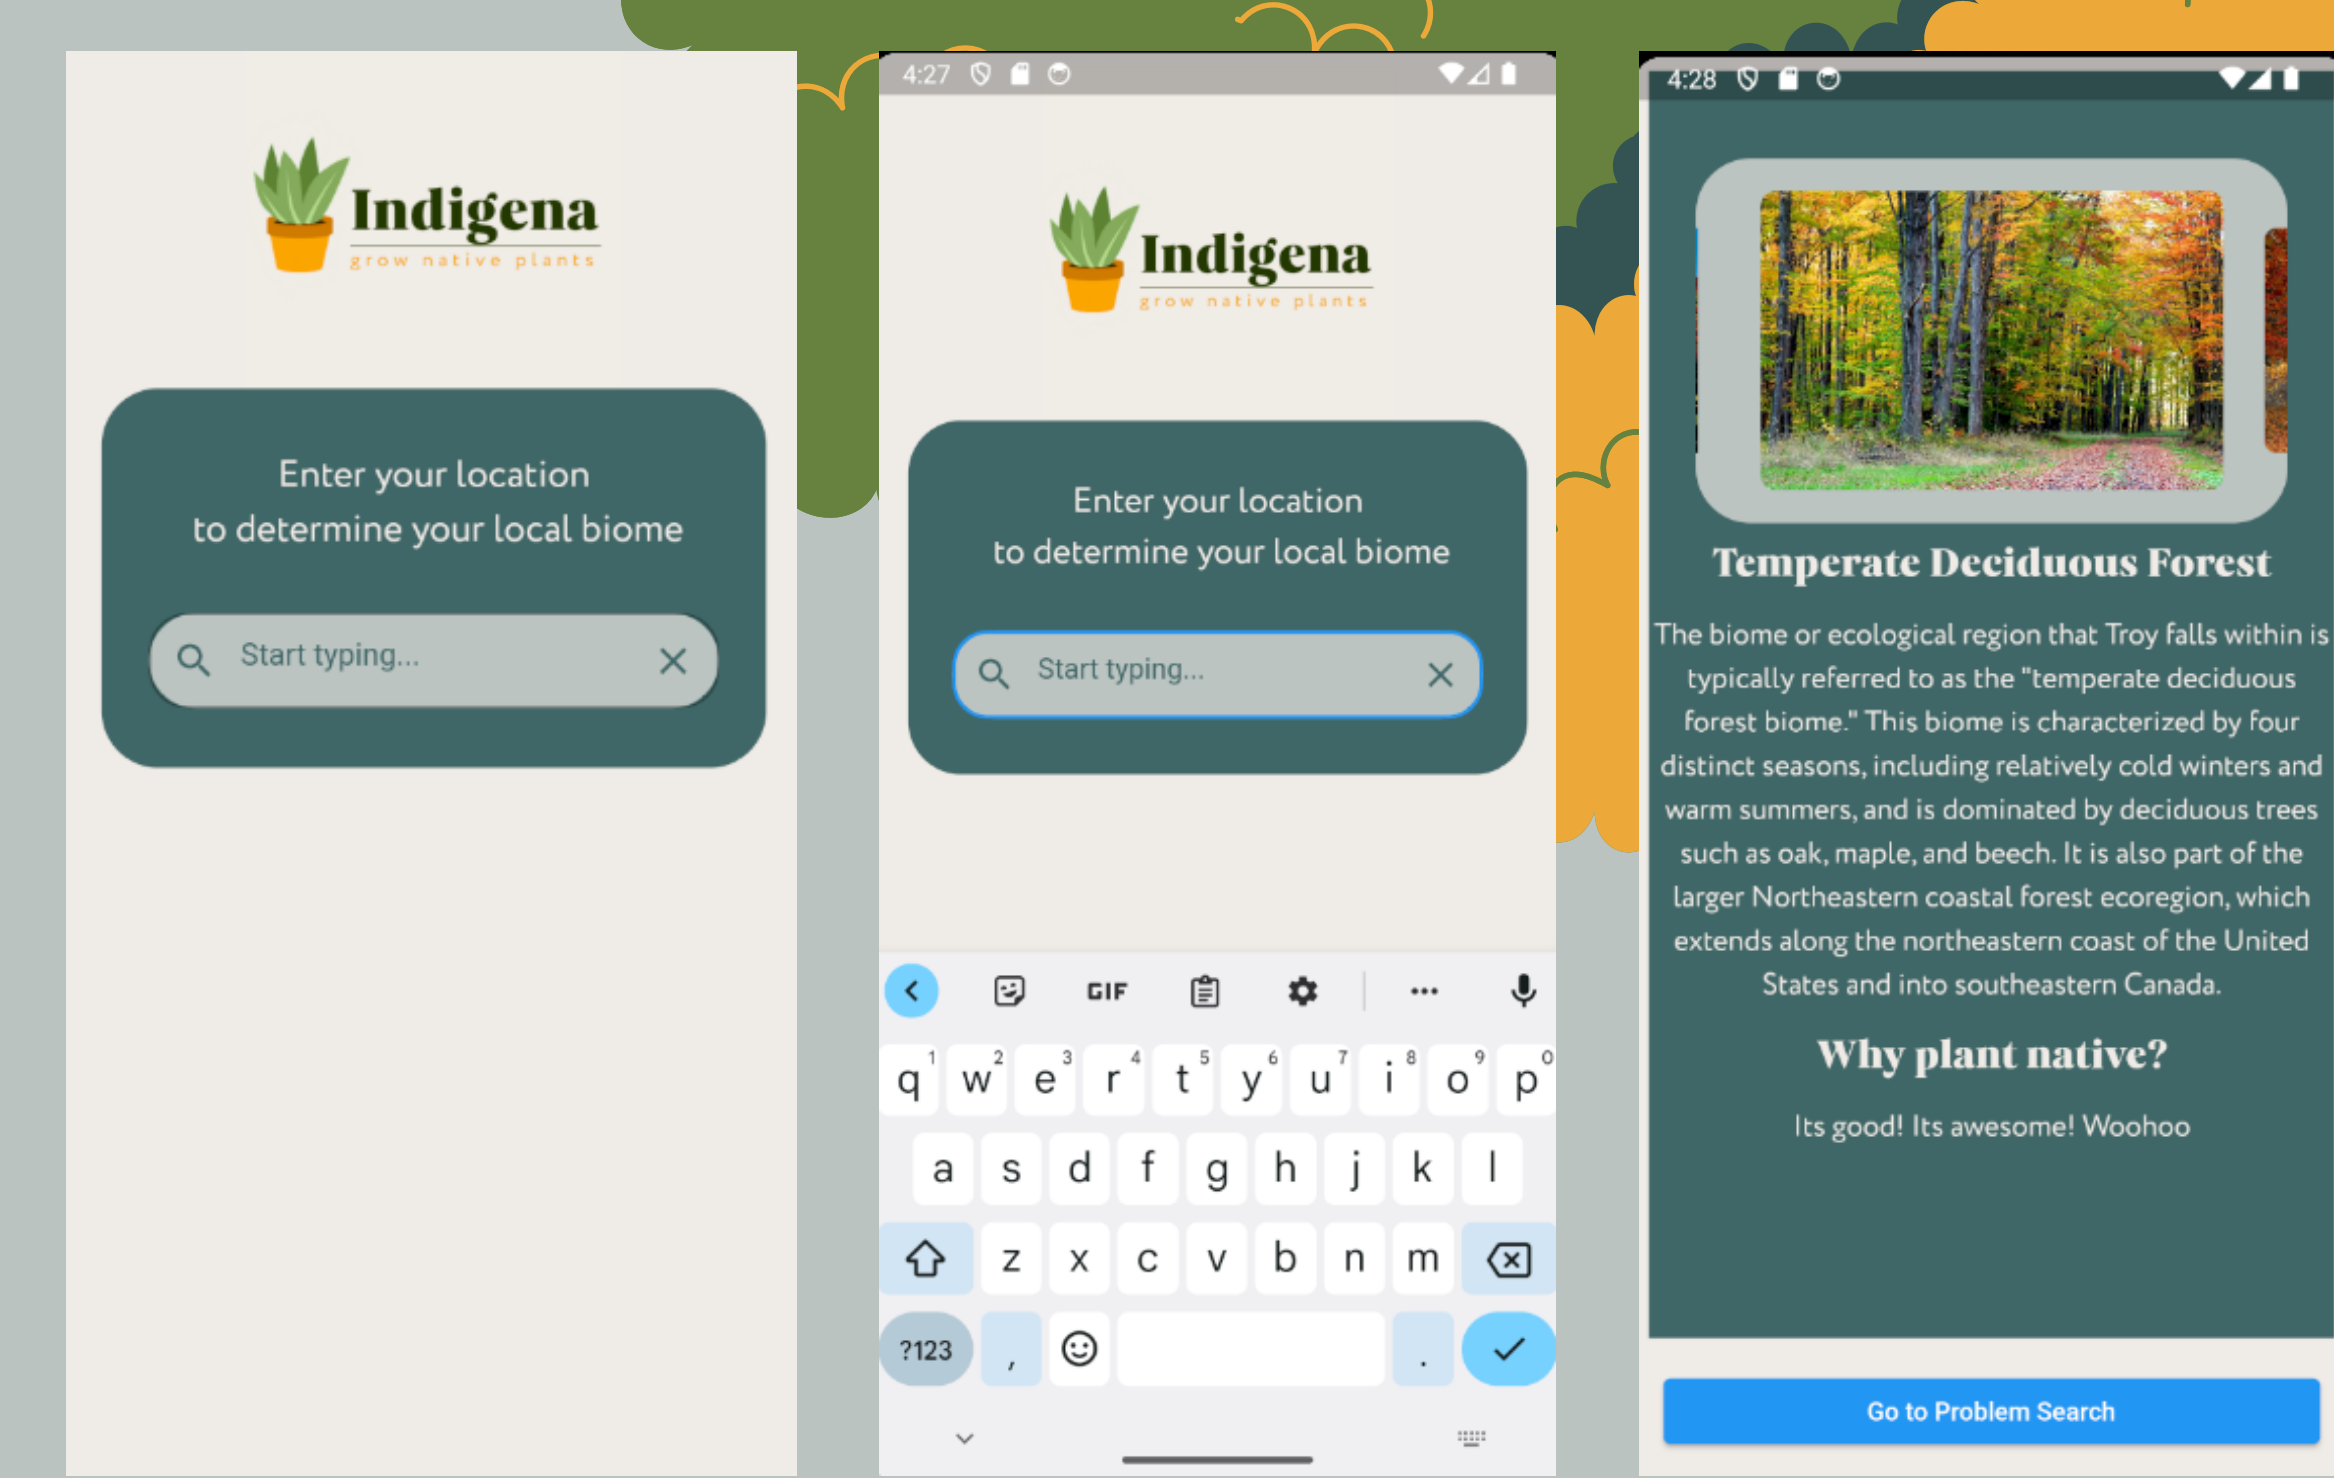 Indigena
grow native plants
Enter your location
to determine your local biome
Start typing...
4:27
Indigena
grow native plants
Enter your location
to determine your local biome
Start typing...
GIF
q 1 w 2 e 3 r 4 t 5 y 6 u 7 i 8 o 9 p 0
a s d f g h j k l
z x c v b n m
?123 , .
4:28
Temperate Deciduous Forest
The biome or ecological region that Troy falls within is
typically referred to as the "temperate deciduous
forest biome." This biome is characterized by four
distinct seasons, including relatively cold winters and
warm summers, and is dominated by deciduous trees
such as oak, maple, and beech. It is also part of the
larger Northeastern coastal forest ecoregion, which
extends along the northeastern coast of the United
States and into southeastern Canada.
Why plant native?
Its good! Its awesome! Woohoo
Go to Problem Search